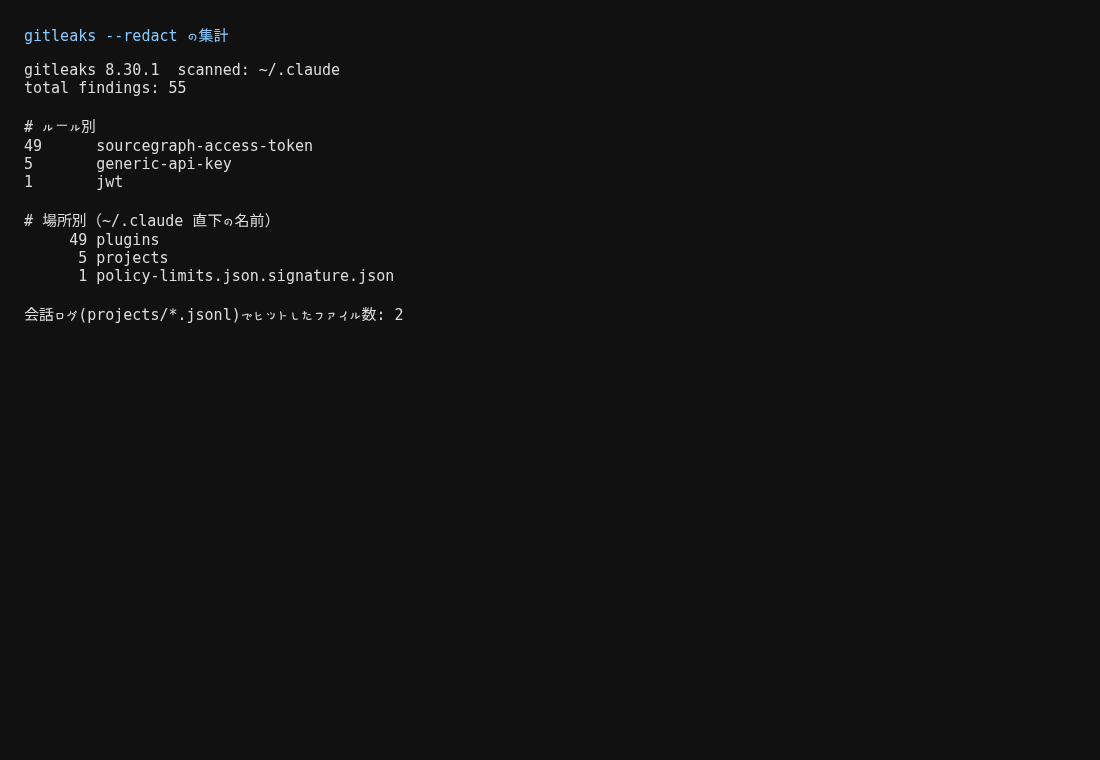 gitleaks --redact の集計
gitleaks 8.30.1  scanned: ~/.claude
total findings: 55
# ルール別
49      sourcegraph-access-token
5       generic-api-key
1       jwt
# 場所別（~/.claude 直下の名前）
     49 plugins
      5 projects
      1 policy-limits.json.signature.json
会話ログ(projects/*.jsonl)でヒットしたファイル数: 2